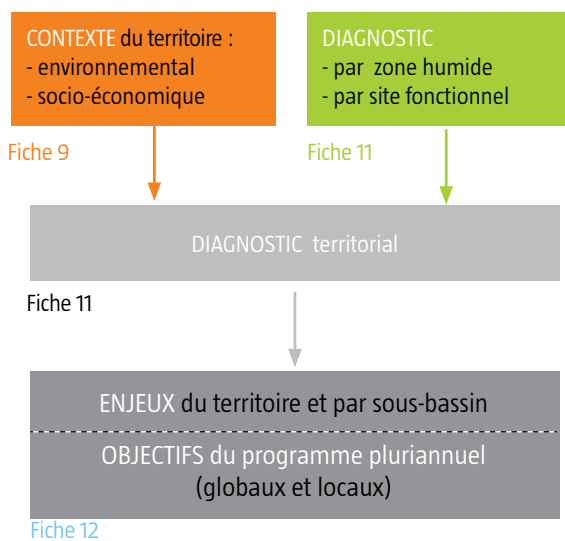 CONTEXTE du territoire :
- environnemental
- socio-économique
Fiche 9
DIAGNOSTIC
- par zone humide
- par site fonctionnel
Fiche 11
DIAGNOSTIC territorial
Fiche 11
ENJEUX du territoire et par sous-bassin
OBJECTIFS du programme pluriannuel
(globaux et locaux)
Fiche 12